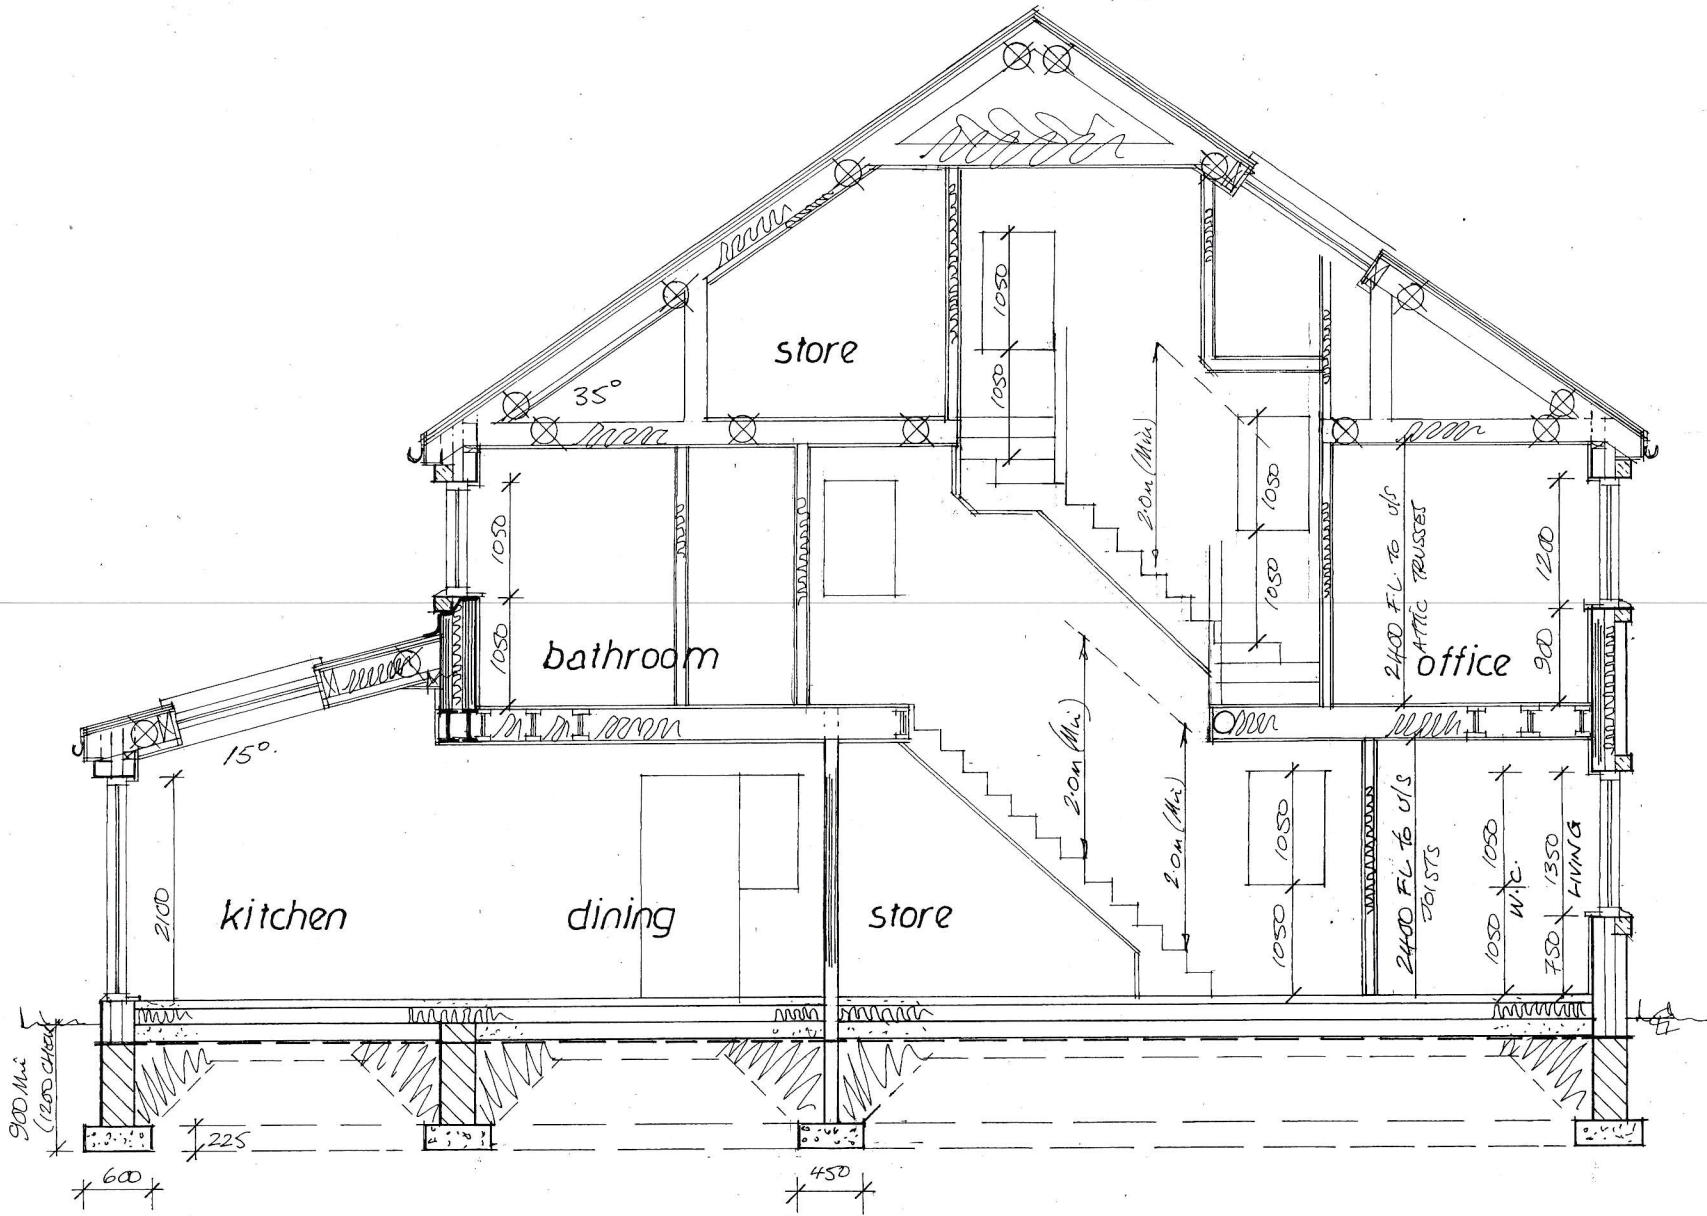 1050
store
35°
1050
2.0m (Min)
1050
1050
1050
1050
bathroom
2400 F.L. TO U/S
ATTIC TRUSSES
1200
900
office
15°.
2.0m (Min)
2.0m (Min)
2100
kitchen
dining
store
1050
1050
2400 F.L to U/S
JOISTS
1050
1050
W.C.
1350
750
LIVING
900 Min
(1200 CHECK)
225
600
450